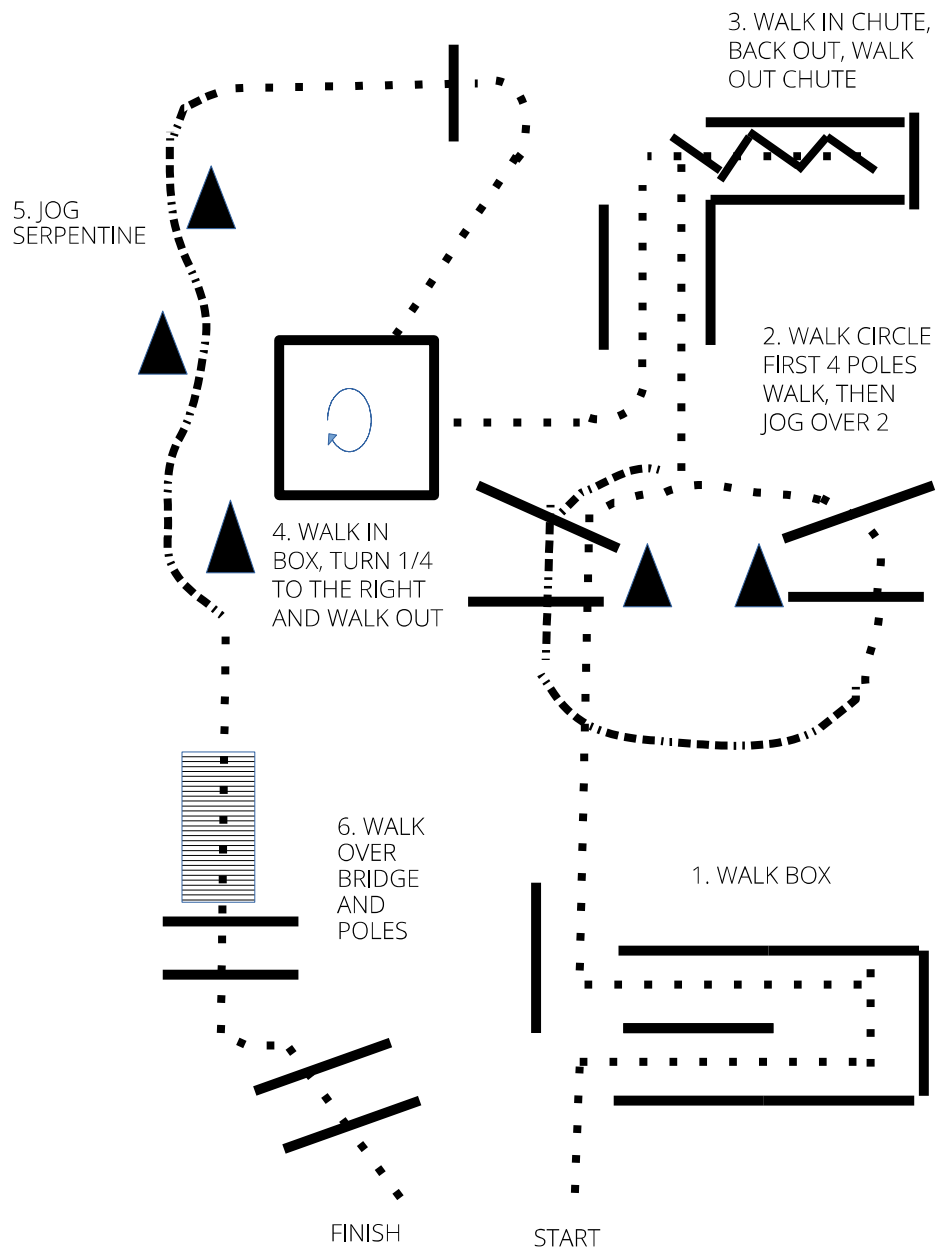 3. WALK IN CHUTE,
BACK OUT, WALK
OUT CHUTE
5. JOG
SERPENTINE
2. WALK CIRCLE
FIRST 4 POLES
WALK, THEN
JOG OVER 2
4. WALK IN
BOX, TURN 1/4
TO THE RIGHT
AND WALK OUT
6. WALK
OVER
BRIDGE
AND
POLES
1. WALK BOX
FINISH
START